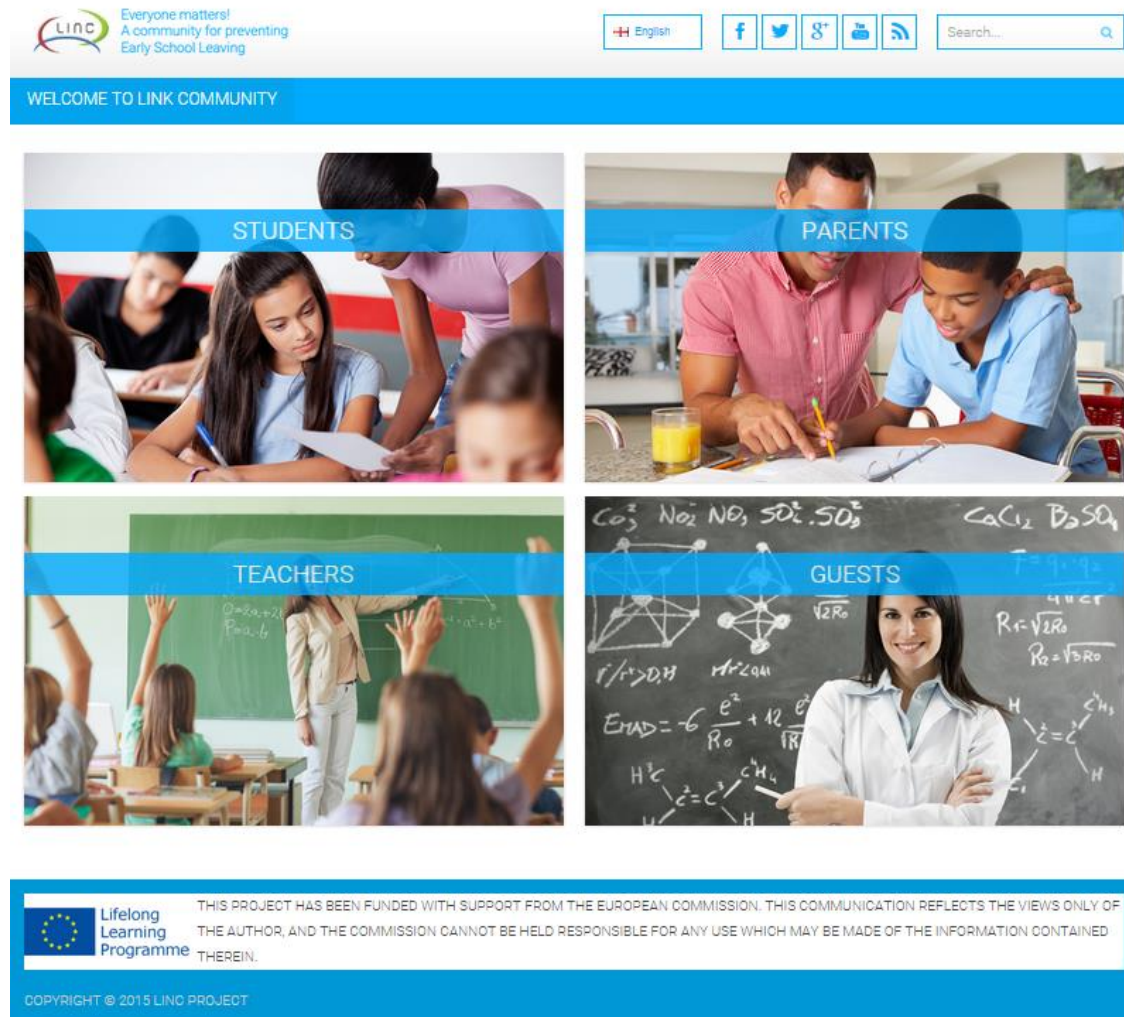 LINC
Everyone matters!
A community for preventing
Early School Leaving
English
Search...
WELCOME TO LINK COMMUNITY
STUDENTS
PARENTS
TEACHERS
GUESTS
Lifelong
Learning
Programme
THIS PROJECT HAS BEEN FUNDED WITH SUPPORT FROM THE EUROPEAN COMMISSION. THIS COMMUNICATION REFLECTS THE VIEWS ONLY OF
THE AUTHOR, AND THE COMMISSION CANNOT BE HELD RESPONSIBLE FOR ANY USE WHICH MAY BE MADE OF THE INFORMATION CONTAINED
THEREIN.
COPYRIGHT © 2015 LINC PROJECT